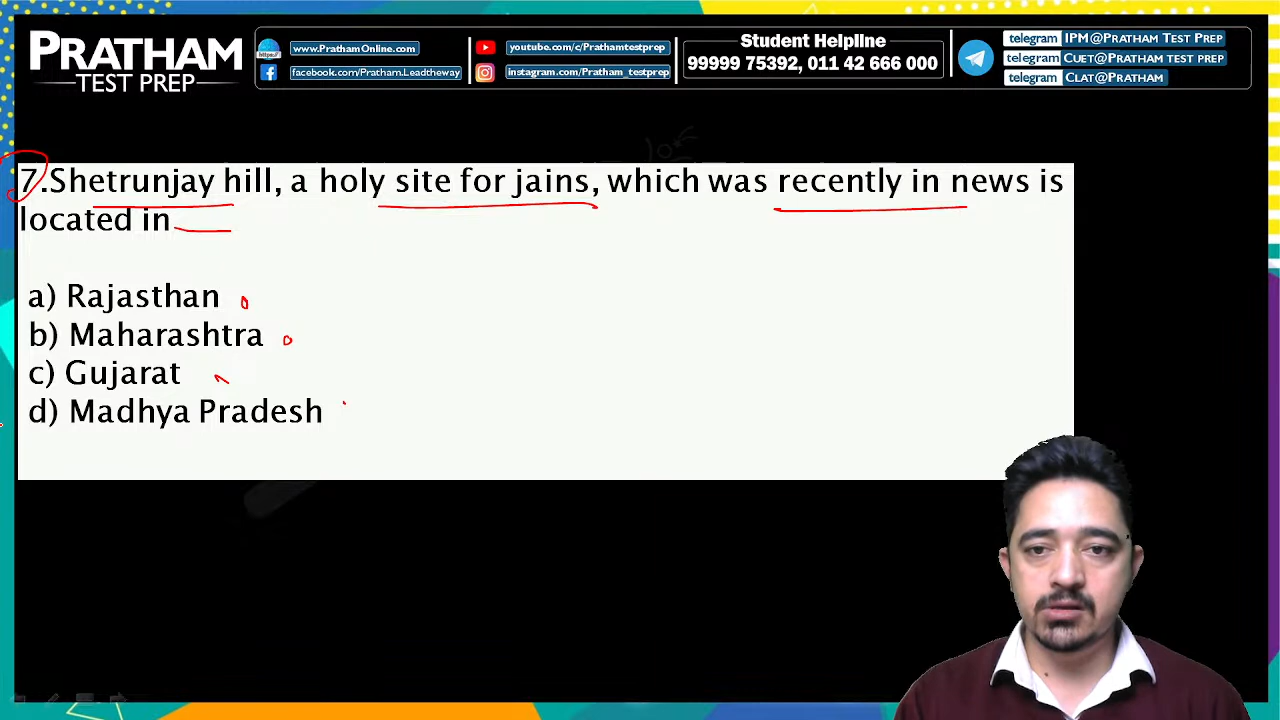 PRATHAM
TEST PREP
https://
www.PrathamOnline.com
facebook.com/Pratham.Leadtheway
youtube.com/c/Prathamtestprep
instagram.com/Pratham_testprep
Student Helpline
99999 75392, 011 42 666 000
telegram IPM@PRATHAM TEST PREP
telegram CUET@PRATHAM TEST PREP
telegram CLAT@PRATHAM
7.Shetrunjay hill, a holy site for jains, which was recently in news is
located in
a) Rajasthan
b) Maharashtra
c) Gujarat
d) Madhya Pradesh